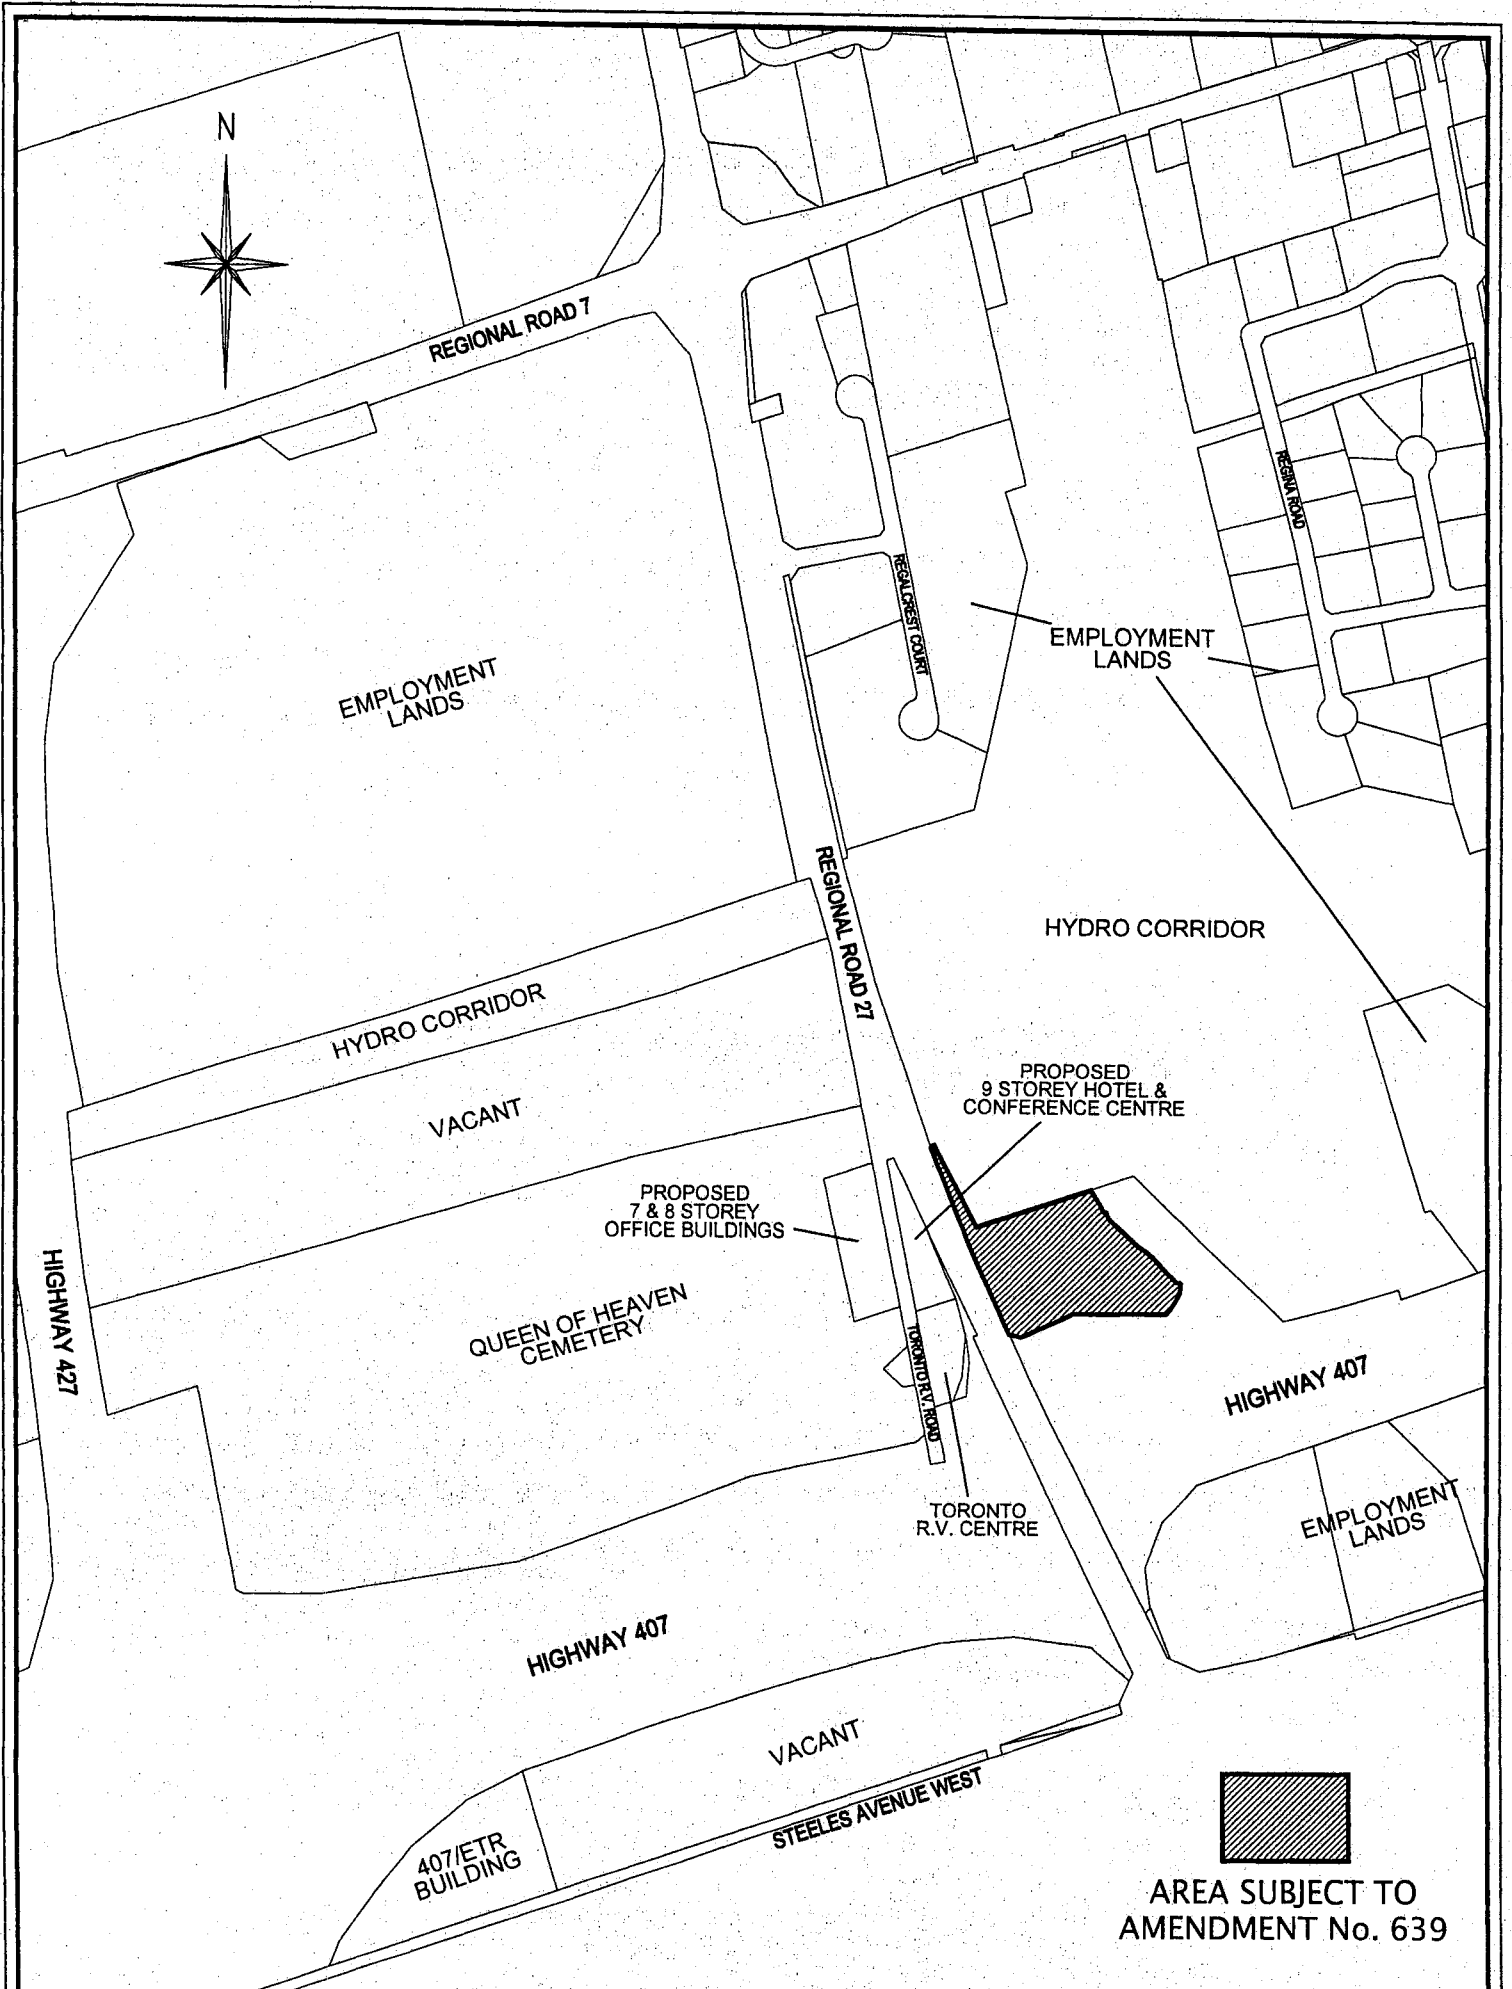 N
REGIONAL ROAD 7
REGINA ROAD
REGALCREST COURT
EMPLOYMENT
LANDS
EMPLOYMENT
LANDS
REGIONAL ROAD 27
HYDRO CORRIDOR
HYDRO CORRIDOR
VACANT
PROPOSED
9 STOREY HOTEL &
CONFERENCE CENTRE
PROPOSED
7 & 8 STOREY
OFFICE BUILDINGS
HIGHWAY 427
QUEEN OF HEAVEN
CEMETERY
TORONTO R.V. ROAD
HIGHWAY 407
TORONTO
R.V. CENTRE
EMPLOYMENT
LANDS
HIGHWAY 407
VACANT
STEELES AVENUE WEST
407/ETR
BUILDING
AREA SUBJECT TO
AMENDMENT No. 639